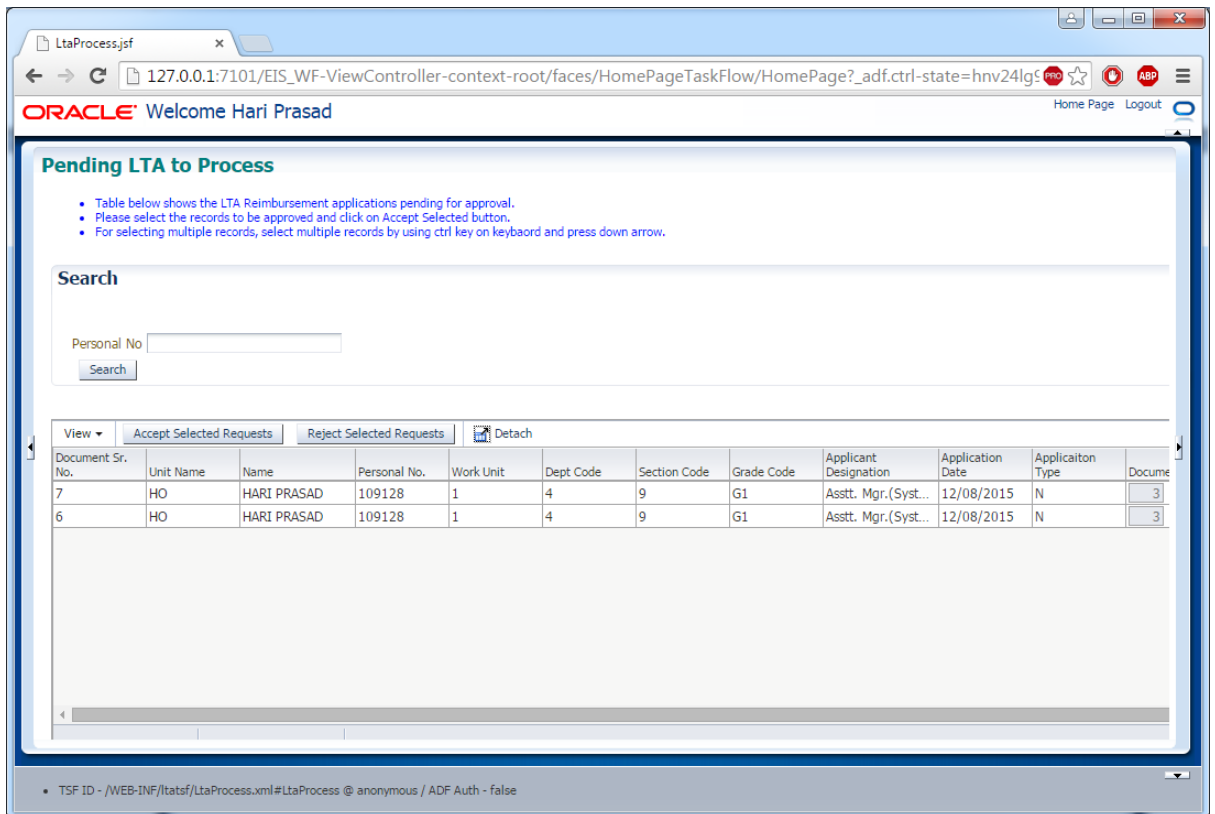 LtaProcess.jsf
127.0.0.1:7101/EIS_WF-ViewController-context-root/faces/HomePageTaskFlow/HomePage?_adf.ctrl-state=hnv24lg9 PRO ABP
ORACLE Welcome Hari Prasad Home Page Logout
Pending LTA to Process
• Table below shows the LTA Reimbursement applications pending for approval.
• Please select the records to be approved and click on Accept Selected button.
• For selecting multiple records, select multiple records by using ctrl key on keybaord and press down arrow.
Search
Personal No
Search
View Accept Selected Requests Reject Selected Requests Detach
Document Sr. No. Unit Name Name Personal No. Work Unit Dept Code Section Code Grade Code Applicant Designation Application Date Applicaiton Type Docume
7 HO HARI PRASAD 109128 1 4 9 G1 Asstt. Mgr.(Syst... 12/08/2015 N 3
6 HO HARI PRASAD 109128 1 4 9 G1 Asstt. Mgr.(Syst... 12/08/2015 N 3
• TSF ID - /WEB-INF/ltatsf/LtaProcess.xml#LtaProcess @ anonymous / ADF Auth - false